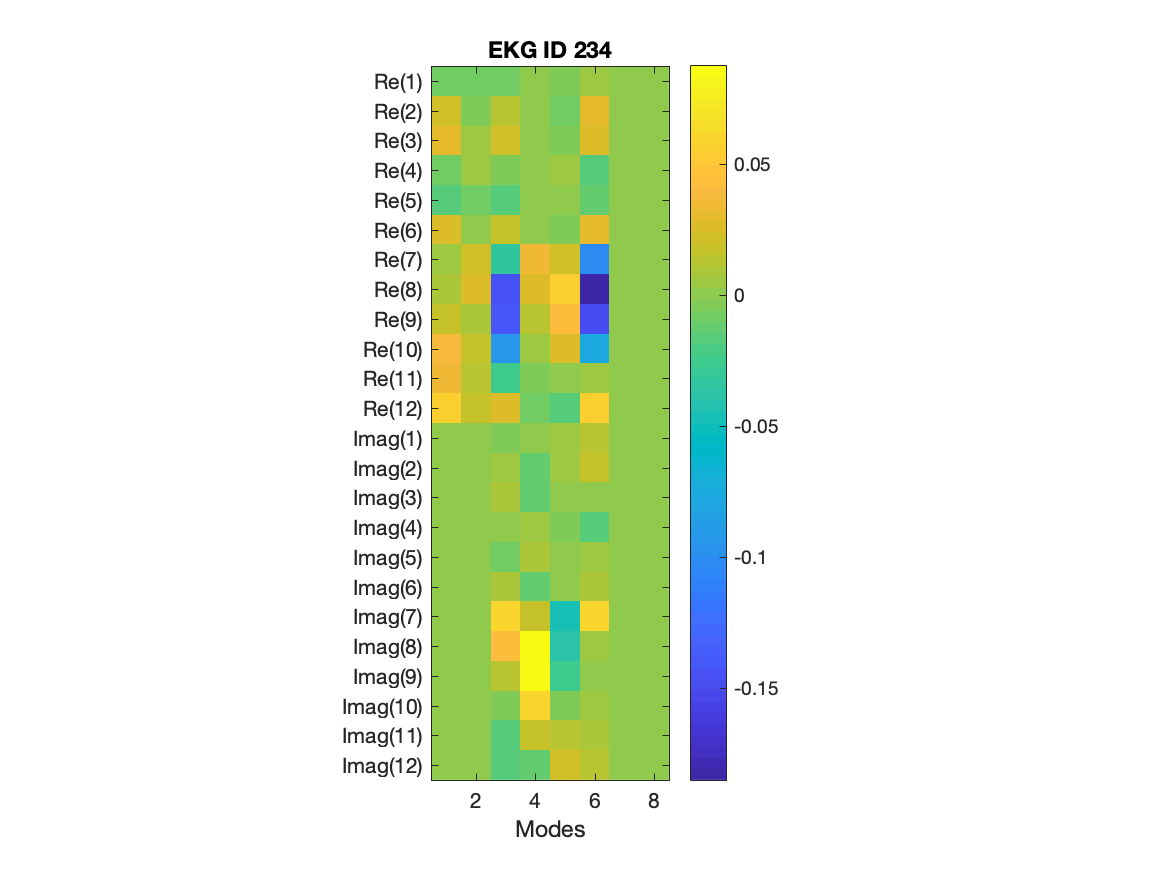 EKG ID 234
Re(1)
Re(2)
Re(3)
Re(4)
Re(5)
Re(6)
Re(7)
Re(8)
Re(9)
Re(10)
Re(11)
Re(12)
Imag(1)
Imag(2)
Imag(3)
Imag(4)
Imag(5)
Imag(6)
Imag(7)
Imag(8)
Imag(9)
Imag(10)
Imag(11)
Imag(12)
2 4 6 8
Modes
0.05
0
-0.05
-0.1
-0.15